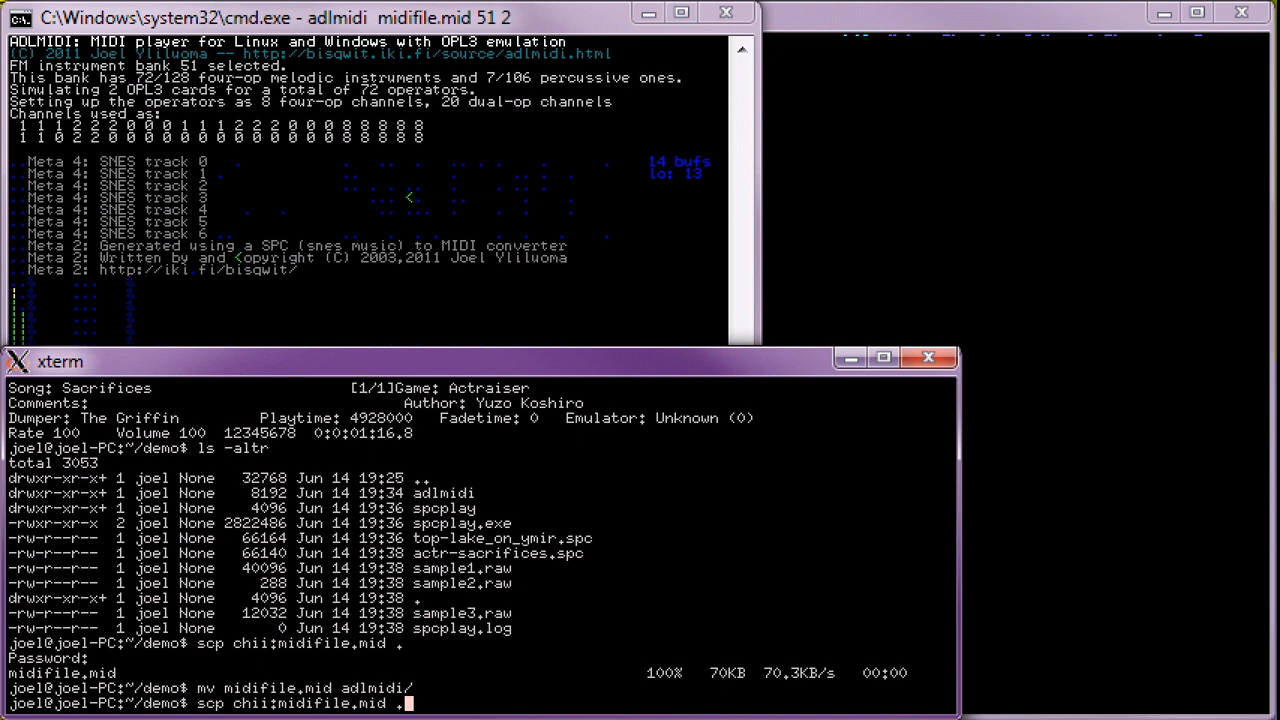 C:\Windows\system32\cmd.exe - adlmidi  midifile.mid 51 2
ADLMIDI: MIDI player for Linux and Windows with OPL3 emulation
(C) 2011 Joel Yliluoma -- http://bisqwit.iki.fi/source/adlmidi.html
FM instrument bank 51 selected.
This bank has 72/128 four-op melodic instruments and 7/106 percussive ones.
Simulating 2 OPL3 cards for a total of 72 operators.
Setting up the operators as 8 four-op channels, 20 dual-op channels
Channels used as:
1 1 1 2 2 2 0 0 0 1 1 1 2 2 2 0 0 0 8 8 8 8 8
1 1 0 2 2 0 0 0 0 0 0 0 0 0 0 0 0 0 8 8 8 8 8
..Meta 4: SNES track 0
14 bufs
..Meta 4: SNES track 1
lo: 13
..Meta 4: SNES track 2
..Meta 4: SNES track 3 <
..Meta 4: SNES track 4
..Meta 4: SNES track 5
..Meta 4: SNES track 6
..Meta 2: Generated using a SPC (snes music) to MIDI converter
..Meta 2: Written by and <opyright (C) 2003,2011 Joel Yliluoma
..Meta 2: http://iki.fi/bisqwit/
xterm
Song: Sacrifices [1/1]Game: Actraiser
Comments: Author: Yuzo Koshiro
Dumper: The Griffin Playtime: 4928000 Fadetime: 0 Emulator: Unknown (0)
Rate 100 Volume 100 12345678 0:0:01:16.8
joel@joel-PC:~/demo$ ls -altr
total 3053
drwxr-xr-x+ 1 joel None 32768 Jun 14 19:25 ..
drwxr-xr-x+ 1 joel None 8192 Jun 14 19:34 adlmidi
drwxr-xr-x+ 1 joel None 4096 Jun 14 19:36 spcplay
-rwxr-xr-x 2 joel None 2822486 Jun 14 19:36 spcplay.exe
-rw-r--r-- 1 joel None 66164 Jun 14 19:36 top-lake_on_ymir.spc
-rw-r--r-- 1 joel None 66140 Jun 14 19:38 actr-sacrifices.spc
-rw-r--r-- 1 joel None 40096 Jun 14 19:38 sample1.raw
-rw-r--r-- 1 joel None 288 Jun 14 19:38 sample2.raw
drwxr-xr-x+ 1 joel None 4096 Jun 14 19:38 .
-rw-r--r-- 1 joel None 12032 Jun 14 19:38 sample3.raw
-rw-r--r-- 1 joel None 0 Jun 14 19:38 spcplay.log
joel@joel-PC:~/demo$ scp chii:midifile.mid .
Password:
midifile.mid 100% 70KB 70.3KB/s 00:00
joel@joel-PC:~/demo$ mv midifile.mid adlmidi/
joel@joel-PC:~/demo$ scp chii:midifile.mid .